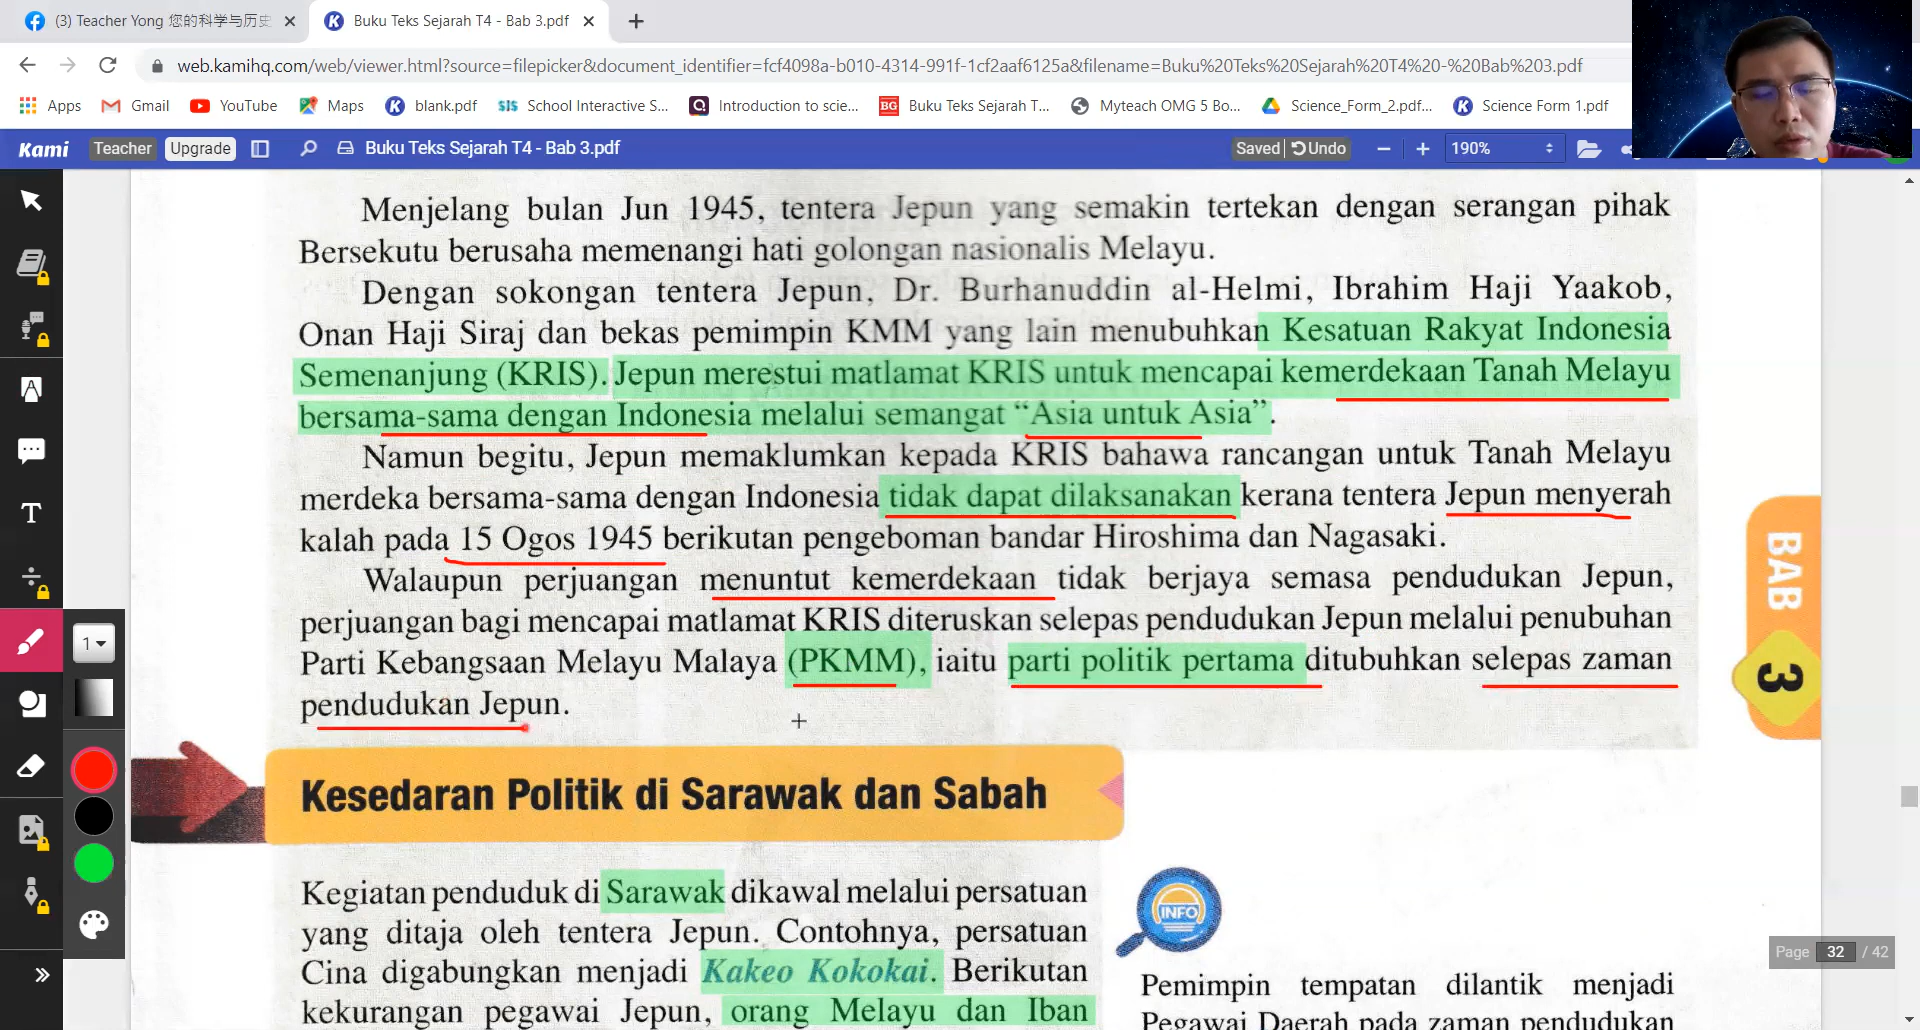 (3) Teacher Yong 您的科学与历史
Buku Teks Sejarah T4 - Bab 3.pdf
web.kamihq.com/web/viewer.html?source=filepicker&document_identifier=fcf4098a-b010-4314-991f-1cf2aaf6125a&filename=Buku%20Teks%20Sejarah%20T4%20-%20Bab%203.pdf
Apps Gmail YouTube Maps blank.pdf SIS School Interactive S... Introduction to scie... BG Buku Teks Sejarah T... Myteach OMG 5 Bo... Science_Form_2.pdf... Science Form 1.pdf
Kami Teacher Upgrade Buku Teks Sejarah T4 - Bab 3.pdf Saved Undo 190%
Menjelang bulan Jun 1945, tentera Jepun yang semakin tertekan dengan serangan pihak
Bersekutu berusaha memenangi hati golongan nasionalis Melayu.
Dengan sokongan tentera Jepun, Dr. Burhanuddin al-Helmi, Ibrahim Haji Yaakob,
Onan Haji Siraj dan bekas pemimpin KMM yang lain menubuhkan Kesatuan Rakyat Indonesia
Semenanjung (KRIS). Jepun merestui matlamat KRIS untuk mencapai kemerdekaan Tanah Melayu
bersama-sama dengan Indonesia melalui semangat “Asia untuk Asia”.
Namun begitu, Jepun memaklumkan kepada KRIS bahawa rancangan untuk Tanah Melayu
merdeka bersama-sama dengan Indonesia tidak dapat dilaksanakan kerana tentera Jepun menyerah
kalah pada 15 Ogos 1945 berikutan pengeboman bandar Hiroshima dan Nagasaki.
Walaupun perjuangan menuntut kemerdekaan tidak berjaya semasa pendudukan Jepun,
perjuangan bagi mencapai matlamat KRIS diteruskan selepas pendudukan Jepun melalui penubuhan
Parti Kebangsaan Melayu Malaya (PKMM), iaitu parti politik pertama ditubuhkan selepas zaman
pendudukan Jepun.
BAB 3
1
Kesedaran Politik di Sarawak dan Sabah
Kegiatan penduduk di Sarawak dikawal melalui persatuan
yang ditaja oleh tentera Jepun. Contohnya, persatuan
Cina digabungkan menjadi Kakeo Kokokai. Berikutan
kekurangan pegawai Jepun, orang Melayu dan Iban
INFO
Pemimpin tempatan dilantik menjadi
Pegawai Daerah pada zaman pendudukan
Page 32 / 42